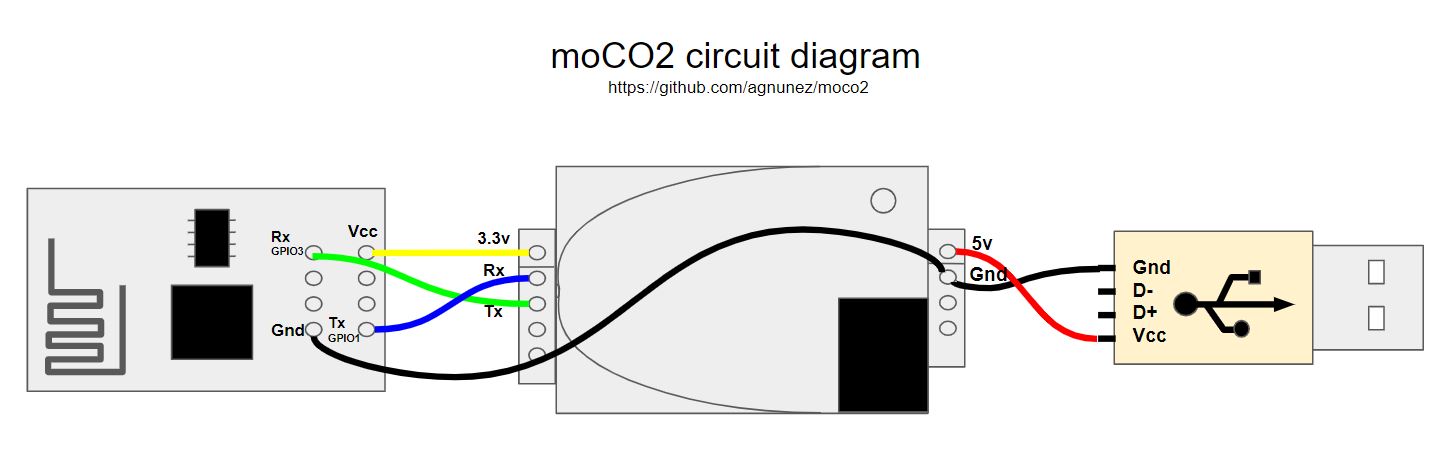 moCO2 circuit diagram
https://github.com/agnunez/moco2
Rx
GPIO3
Vcc
Gnd
Tx
GPIO1
3.3v
Rx
Tx
5v
Gnd
Gnd
D-
D+
Vcc